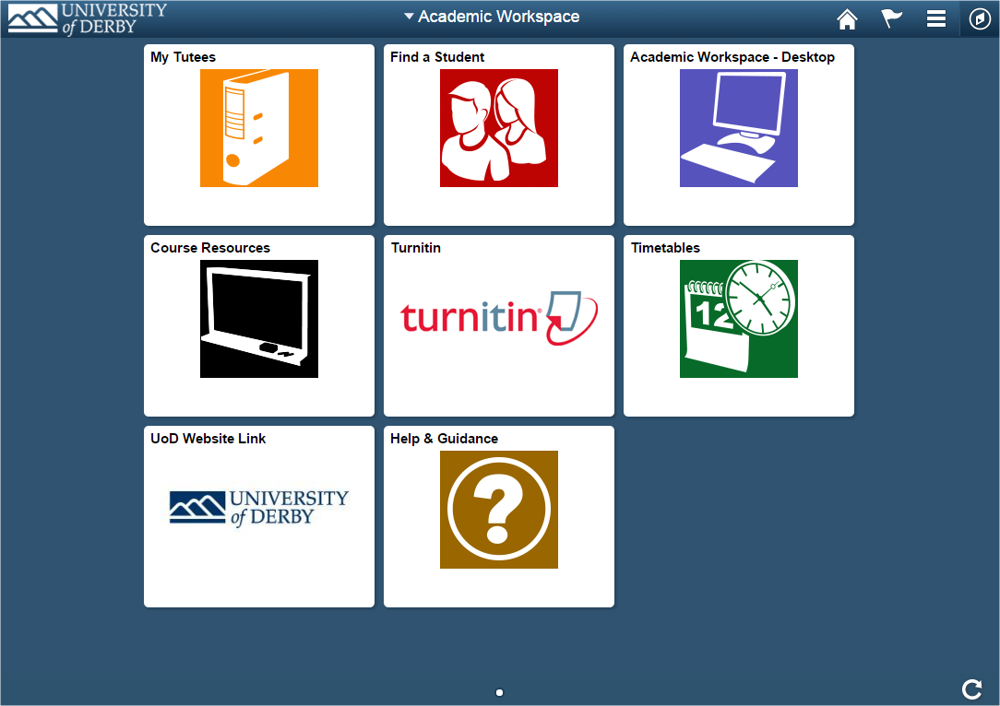 UNIVERSITY
of DERBY
Academic Workspace
My Tutees
Find a Student
Academic Workspace - Desktop
Course Resources
Turnitin
Timetables
turnitin
12
UoD Website Link
Help & Guidance
UNIVERSITY
of DERBY
?